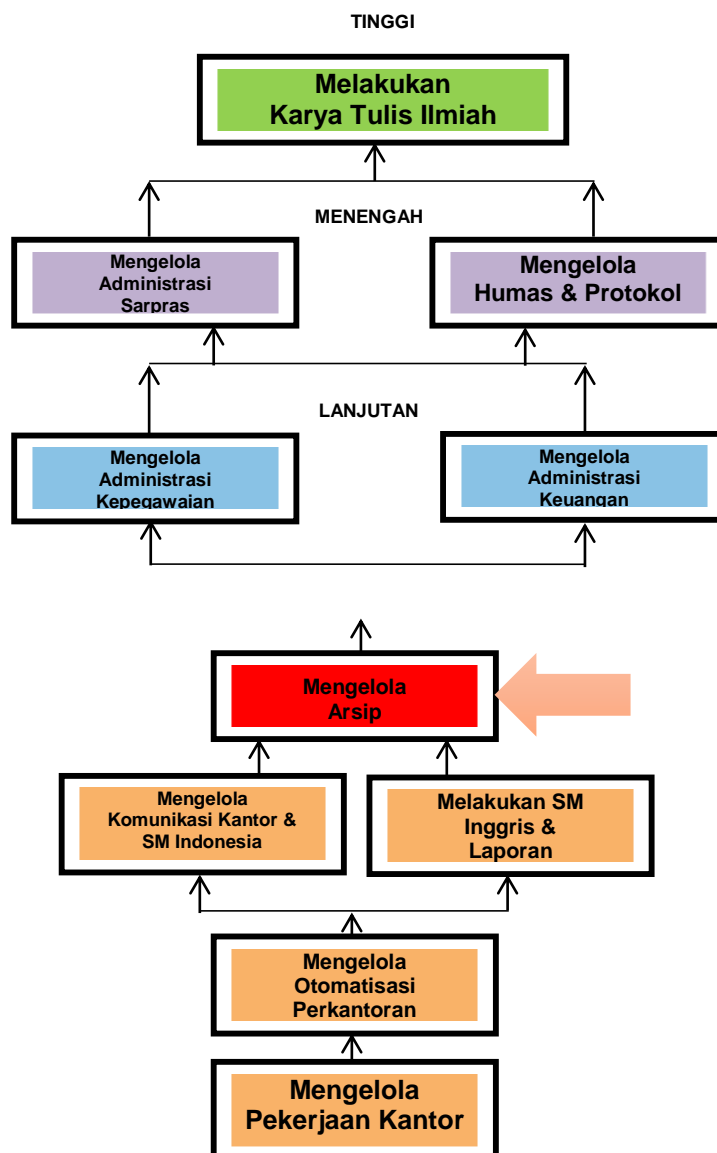 TINGGI
Melakukan
Karya Tulis Ilmiah
MENENGAH
Mengelola
Administrasi
Sarpras
Mengelola
Humas & Protokol
LANJUTAN
Mengelola
Administrasi
Kepegawaian
Mengelola
Administrasi
Keuangan
Mengelola
Arsip
Mengelola
Komunikasi Kantor &
SM Indonesia
Melakukan SM
Inggris &
Laporan
Mengelola
Otomatisasi
Perkantoran
Mengelola
Pekerjaan Kantor